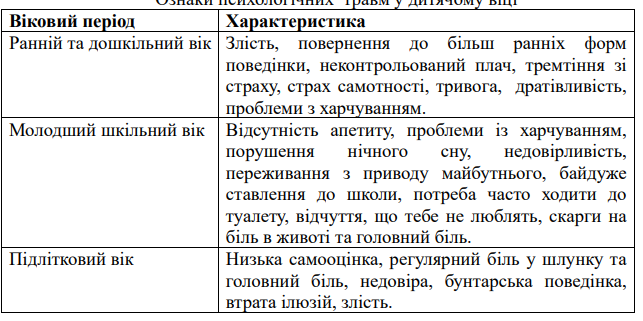 Ознаки психологічних травм у дитячому віці
Віковий період Характеристика
Ранній та дошкільний вік Злість, повернення до більш ранніх форм
поведінки, неконтрольований плач, тремтіння зі
страху, страх самотності, тривога, дратівливість,
проблеми з харчуванням.
Молодший шкільний вік Відсутність апетиту, проблеми із харчуванням,
порушення нічного сну, недовірливість,
переживання з приводу майбутнього, байдуже
ставлення до школи, потреба часто ходити до
туалету, відчуття, що тебе не люблять, скарги на
біль в животі та головний біль.
Підлітковий вік Низька самооцінка, регулярний біль у шлунку та
головний біль, недовіра, бунтарська поведінка,
втрата ілюзій, злість.